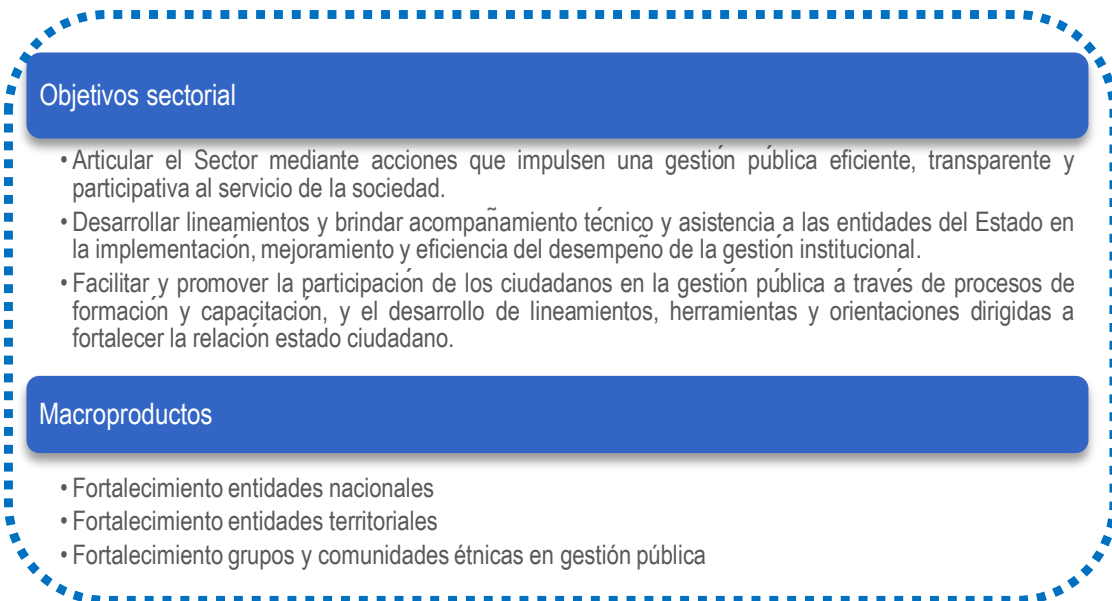 Objetivos sectorial
• Articular el Sector mediante acciones que impulsen una gestión pública eficiente, transparente y
participativa al servicio de la sociedad.
• Desarrollar lineamientos y brindar acompañamiento técnico y asistencia a las entidades del Estado en
la implementación, mejoramiento y eficiencia del desempeño de la gestión institucional.
• Facilitar y promover la participación de los ciudadanos en la gestión pública a través de procesos de
formación y capacitación, y el desarrollo de lineamientos, herramientas y orientaciones dirigidas a
fortalecer la relación estado ciudadano.
Macroproductos
• Fortalecimiento entidades nacionales
• Fortalecimiento entidades territoriales
• Fortalecimiento grupos y comunidades étnicas en gestión pública